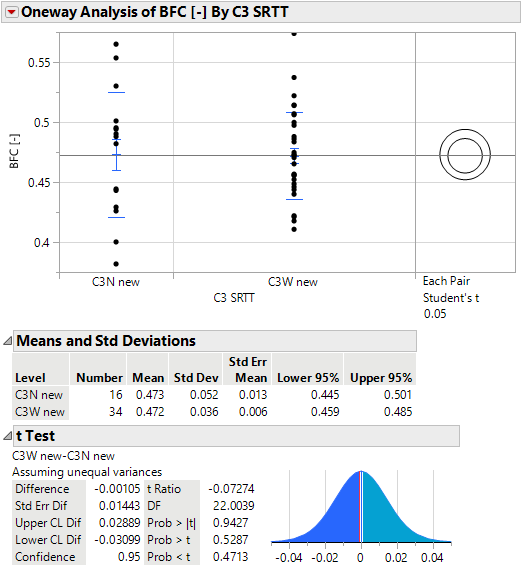 Oneway Analysis of BFC [-] By C3 SRTT
0.55
0.5
0.45
0.4
BFC [-]
C3N new
C3W new
C3 SRTT
Each Pair
Student's t
0.05
Means and Std Deviations
Level Number Mean Std Dev Std Err Mean Lower 95% Upper 95%
C3N new 16 0.473 0.052 0.013 0.445 0.501
C3W new 34 0.472 0.036 0.006 0.459 0.485
t Test
C3W new-C3N new
Assuming unequal variances
Difference -0.00105 t Ratio -0.07274
Std Err Dif 0.01443 DF 22.0039
Upper CL Dif 0.02889 Prob > |t| 0.9427
Lower CL Dif -0.03099 Prob > t 0.5287
Confidence 0.95 Prob < t 0.4713
-0.04 -0.02 0 0.02 0.04